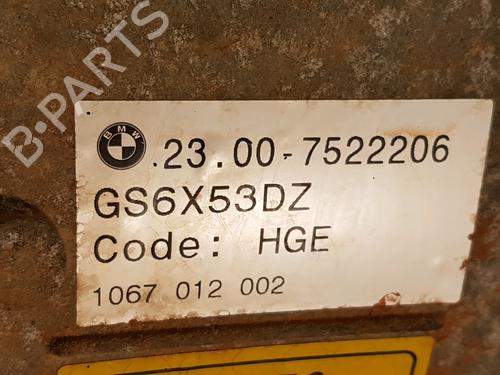 B-PARTS
BMW
.23.00-7522206
GS6X53DZ
Code: HGE
1067 012 002